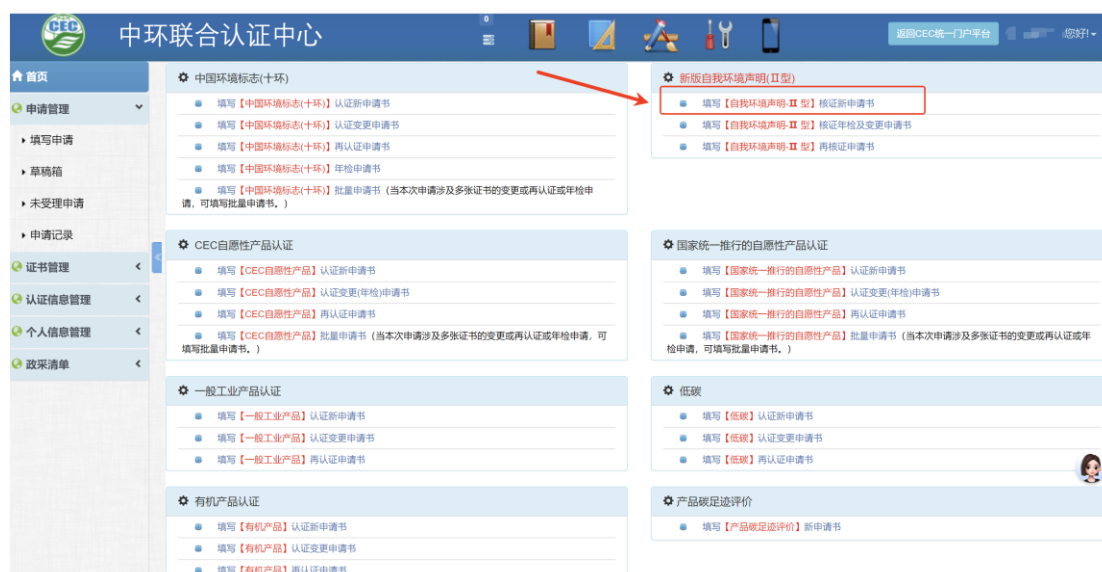 CEC
中环联合认证中心
0
返回CEC统一门户平台
您好!
首页
申请管理
填写申请
草稿箱
未受理申请
申请记录
证书管理
认证信息管理
个人信息管理
政采清单
中国环境标志(十环)
填写【中国环境标志(十环)】认证新申请书
填写【中国环境标志(十环)】认证变更申请书
填写【中国环境标志(十环)】再认证申请书
填写【中国环境标志(十环)】年检申请书
填写【中国环境标志(十环)】批量申请书（当本次申请涉及多张证书的变更或再认证或年检申
请，可填写批量申请书。）
新版自我环境声明(II型)
填写【自我环境声明-II 型】核证新申请书
填写【自我环境声明-II 型】核证年检及变更申请书
填写【自我环境声明-II 型】再核证申请书
CEC自愿性产品认证
填写【CEC自愿性产品】认证新申请书
填写【CEC自愿性产品】认证变更(年检)申请书
填写【CEC自愿性产品】再认证申请书
填写【CEC自愿性产品】批量申请书（当本次申请涉及多张证书的变更或再认证或年检申请，可
填写批量申请书。）
国家统一推行的自愿性产品认证
填写【国家统一推行的自愿性产品】认证新申请书
填写【国家统一推行的自愿性产品】认证变更(年检)申请书
填写【国家统一推行的自愿性产品】再认证申请书
填写【国家统一推行的自愿性产品】批量申请书（当本次申请涉及多张证书的变更或再认证或年
检申请，可填写批量申请书。）
一般工业产品认证
填写【一般工业产品】认证新申请书
填写【一般工业产品】认证变更申请书
填写【一般工业产品】再认证申请书
低碳
填写【低碳】认证新申请书
填写【低碳】认证变更申请书
填写【低碳】再认证申请书
有机产品认证
填写【有机产品】认证新申请书
填写【有机产品】认证变更申请书
填写【有机产品】再认证申请书
产品碳足迹评价
填写【产品碳足迹评价】新申请书